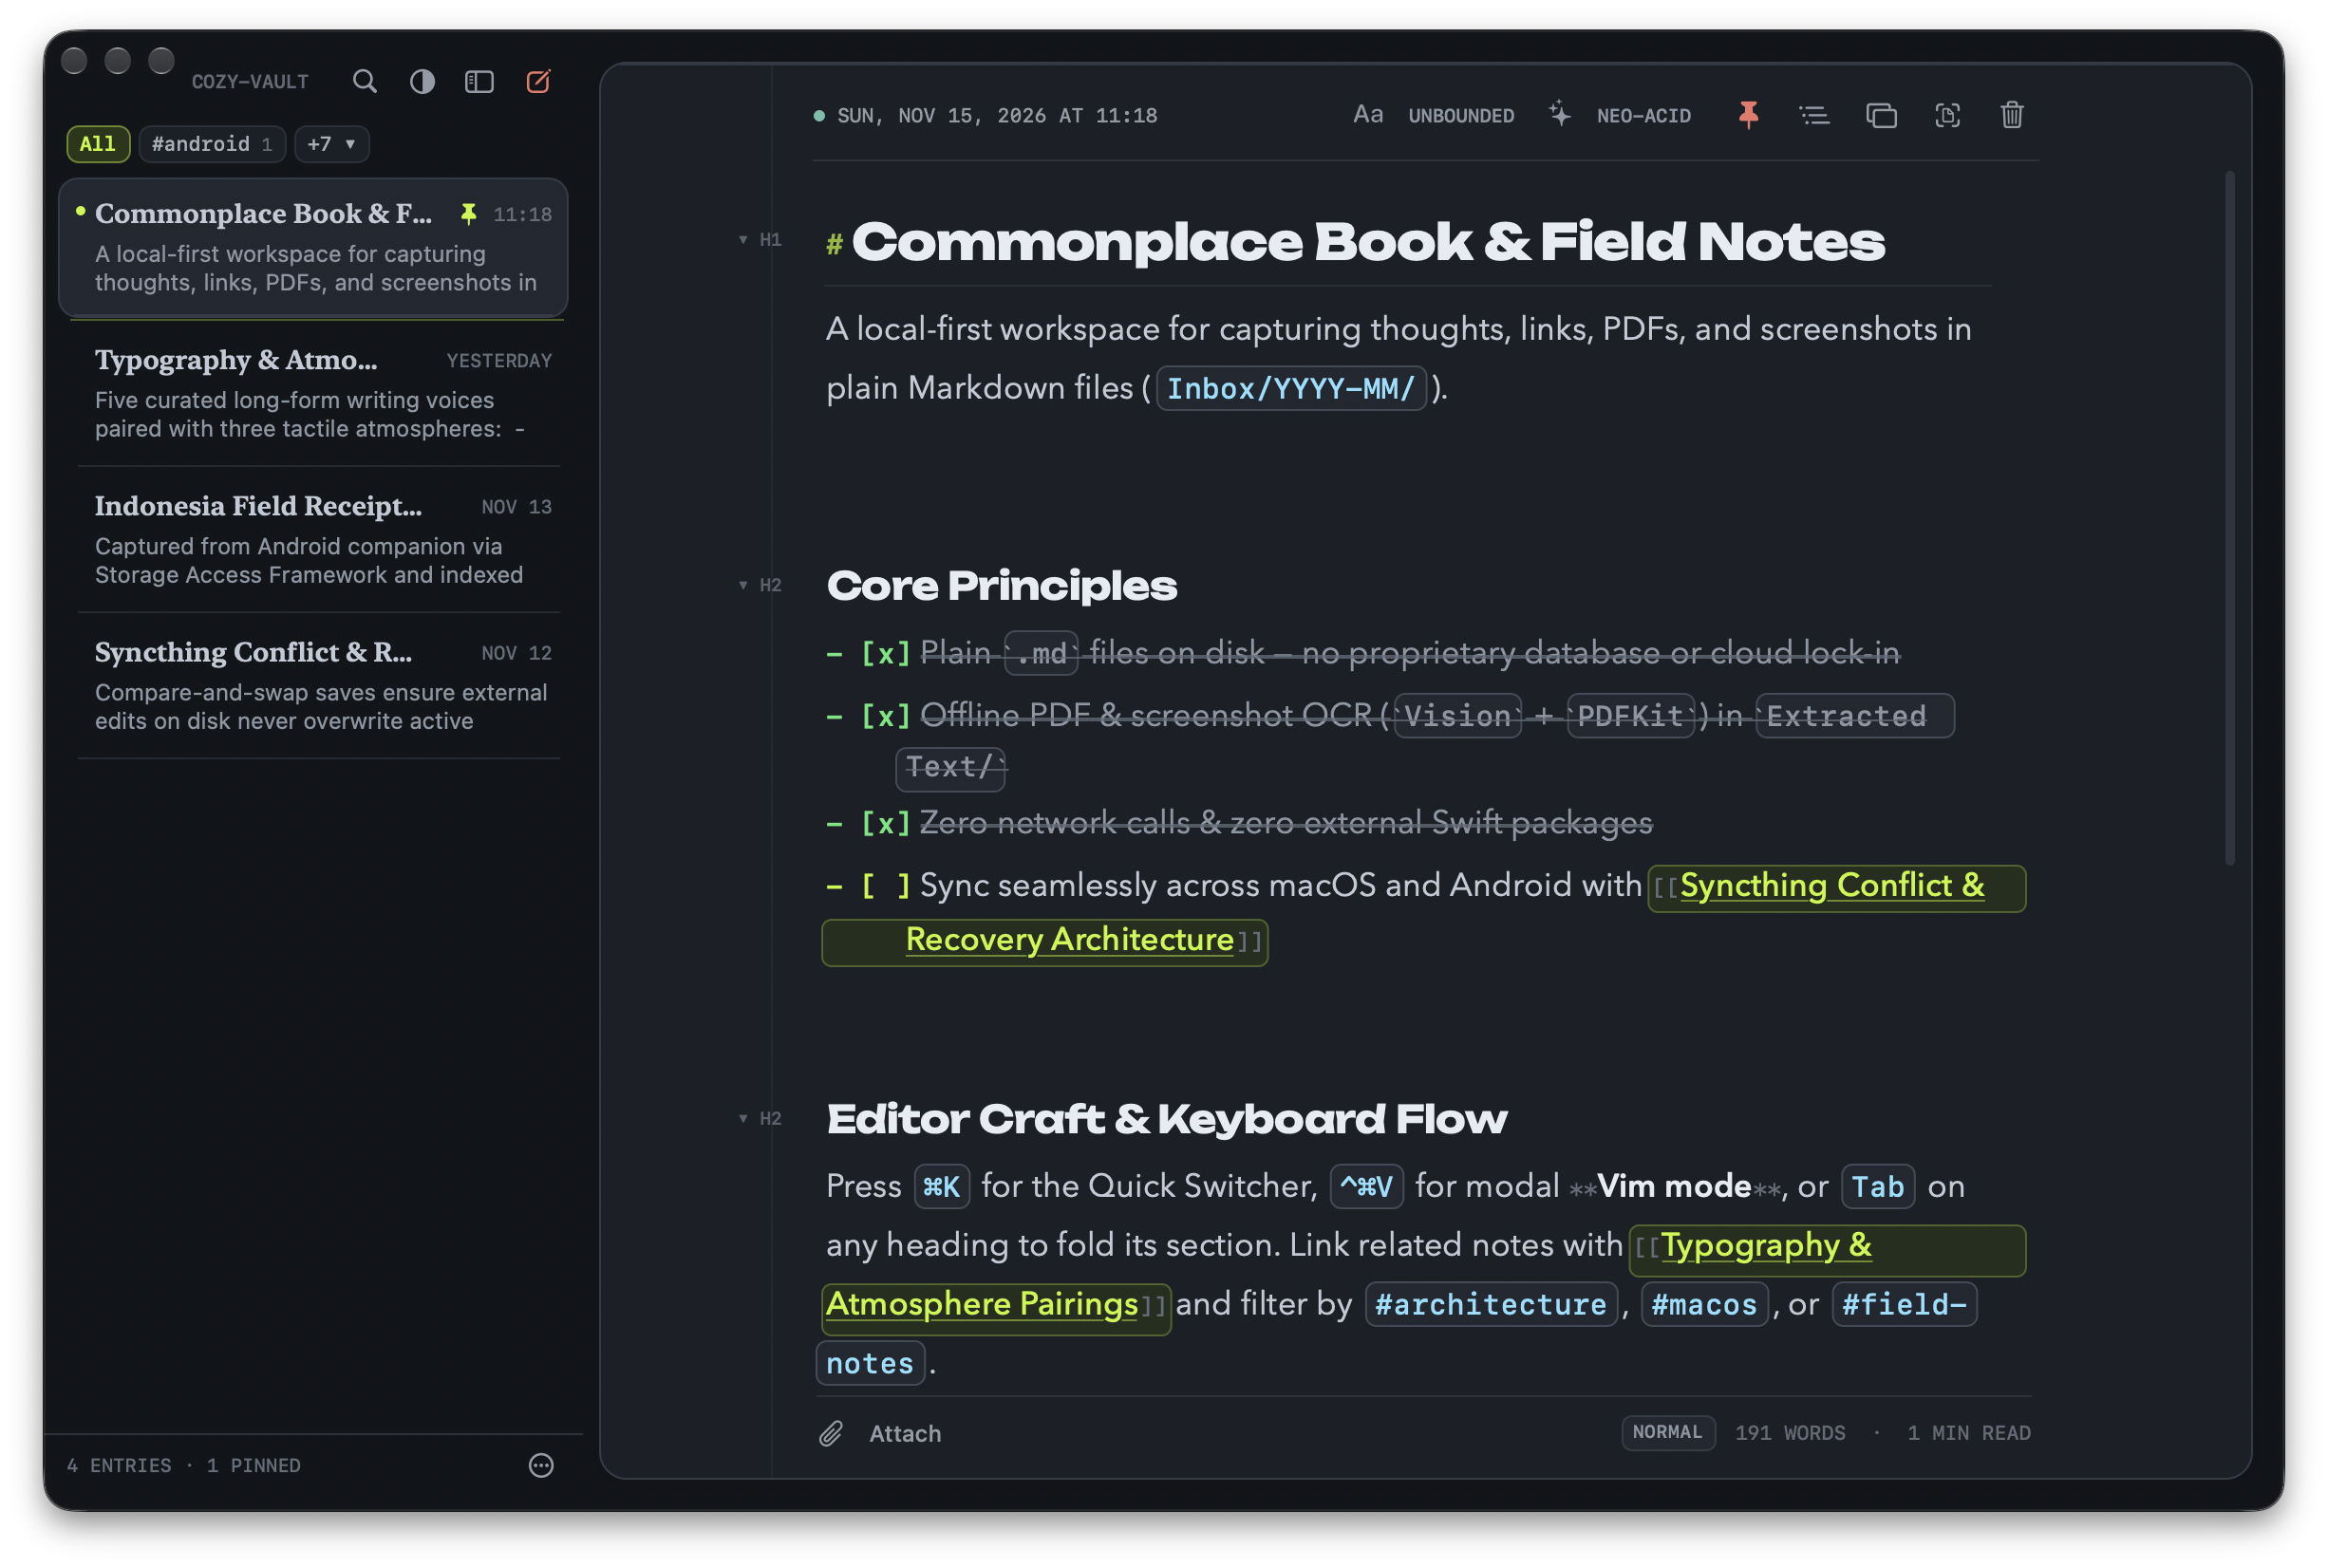 COZY-VAULT
All
#android 1
+7 ▼
Commonplace Book & F... 11:18
A local-first workspace for capturing
thoughts, links, PDFs, and screenshots in
Typography & Atmo... YESTERDAY
Five curated long-form writing voices
paired with three tactile atmospheres: -
Indonesia Field Receipt... NOV 13
Captured from Android companion via
Storage Access Framework and indexed
Syncthing Conflict & R... NOV 12
Compare-and-swap saves ensure external
edits on disk never overwrite active
4 ENTRIES · 1 PINNED
SUN, NOV 15, 2026 AT 11:18
Aa UNBOUNDED NEO-ACID
▼ H1 # Commonplace Book & Field Notes
A local-first workspace for capturing thoughts, links, PDFs, and screenshots in
plain Markdown files (Inbox/YYYY-MM/).
▼ H2 Core Principles
- [x] Plain `.md` files on disk — no proprietary database or cloud lock-in
- [x] Offline PDF & screenshot OCR (`Vision` + `PDFKit`) in `Extracted
Text/`
- [x] Zero network calls & zero external Swift packages
- [ ] Sync seamlessly across macOS and Android with [[Syncthing Conflict &
Recovery Architecture]]
▼ H2 Editor Craft & Keyboard Flow
Press ⌘K for the Quick Switcher, ^⌘V for modal **Vim mode**, or Tab on
any heading to fold its section. Link related notes with [[Typography &
Atmosphere Pairings]] and filter by #architecture, #macos, or #field-
notes.
Attach
NORMAL 191 WORDS · 1 MIN READ